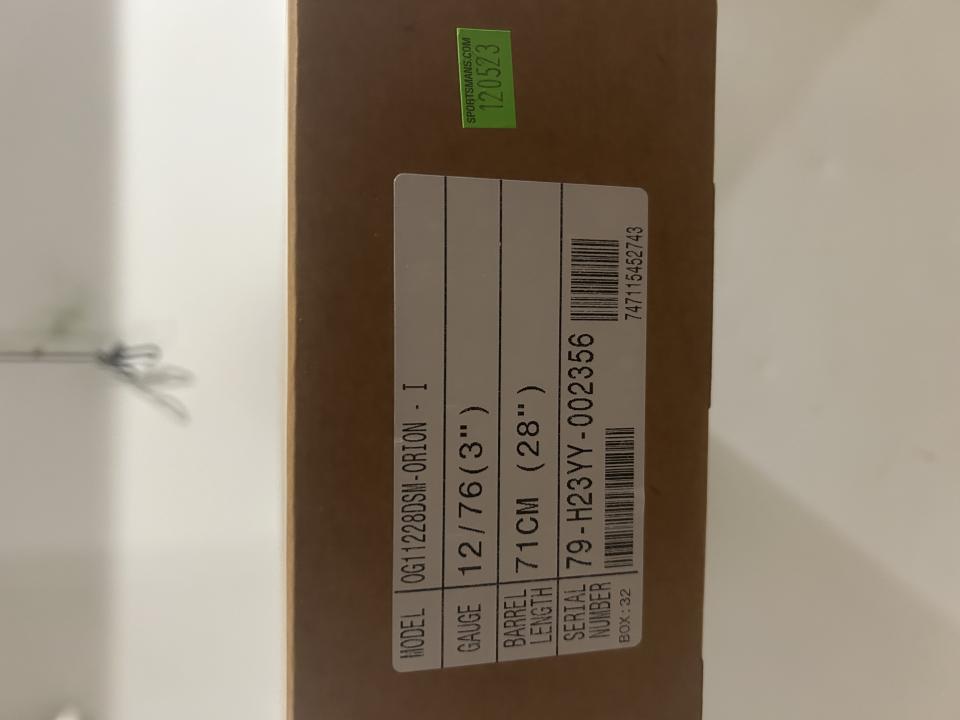 SPORTSMANS.COM
120523
MODEL OG11228DSM-ORION - I
GAUGE 12/76(3")
BARREL LENGTH 71CM (28")
SERIAL NUMBER 79-H23YY-002356
BOX:32
747115452743